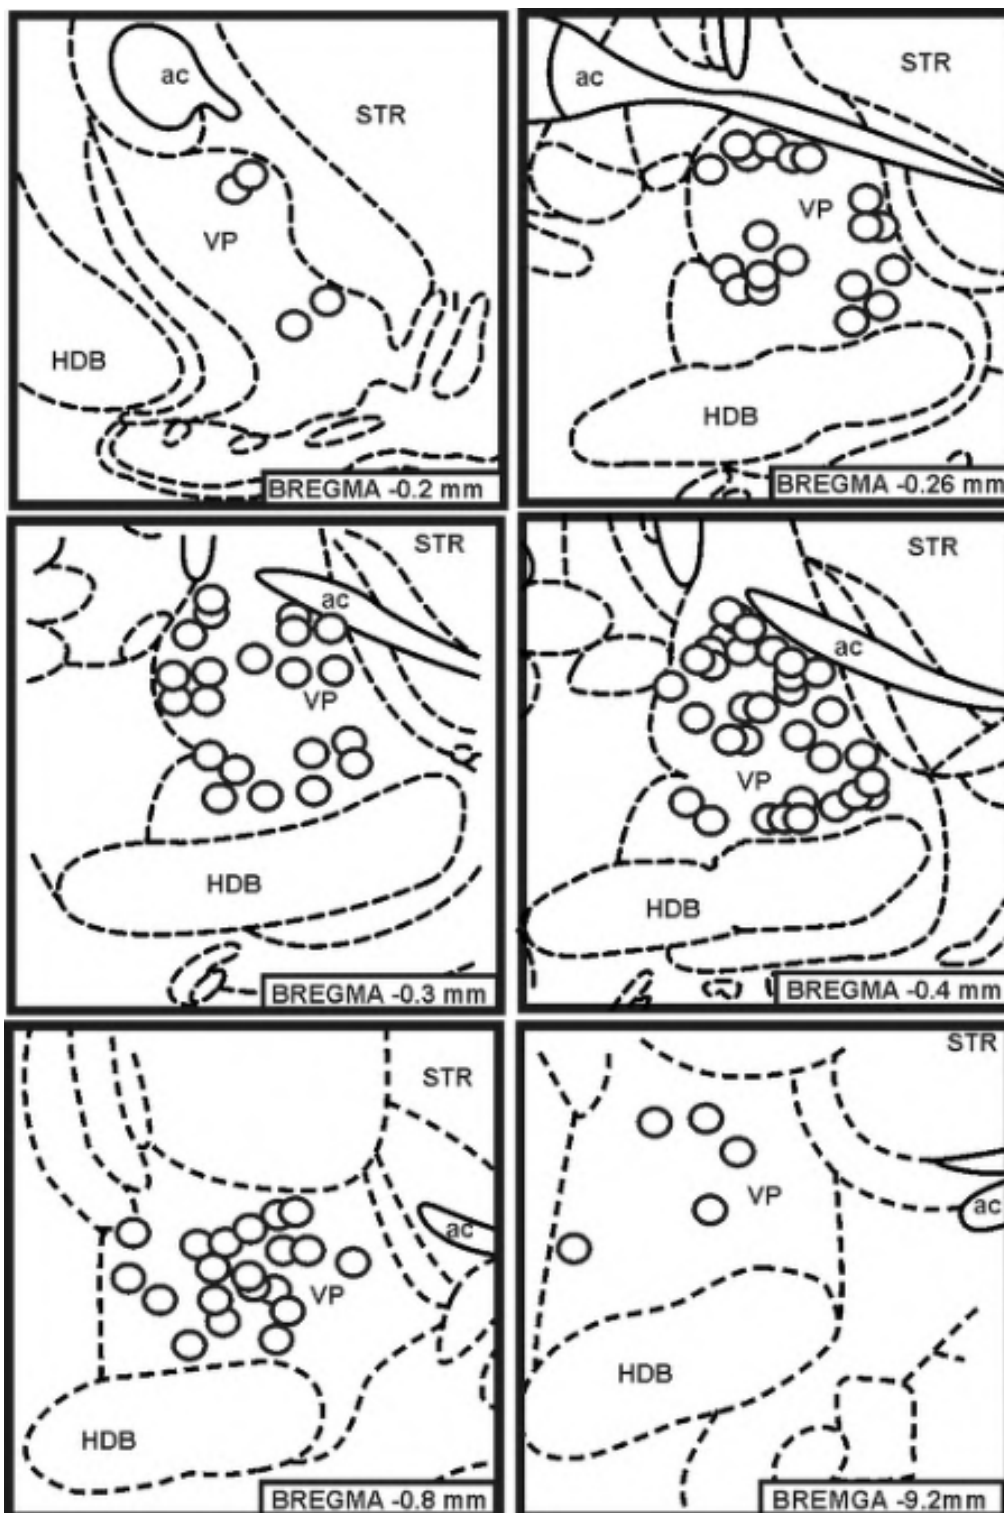 ac
STR
VP
HDB
BREGMA -0.2 mm
ac
STR
VP
HDB
BREGMA -0.26 mm
STR
ac
VP
HDB
BREGMA -0.3 mm
STR
ac
VP
HDB
BREGMA -0.4 mm
STR
ac
VP
HDB
BREGMA -0.8 mm
STR
VP
ac
HDB
BREMGA -9.2mm